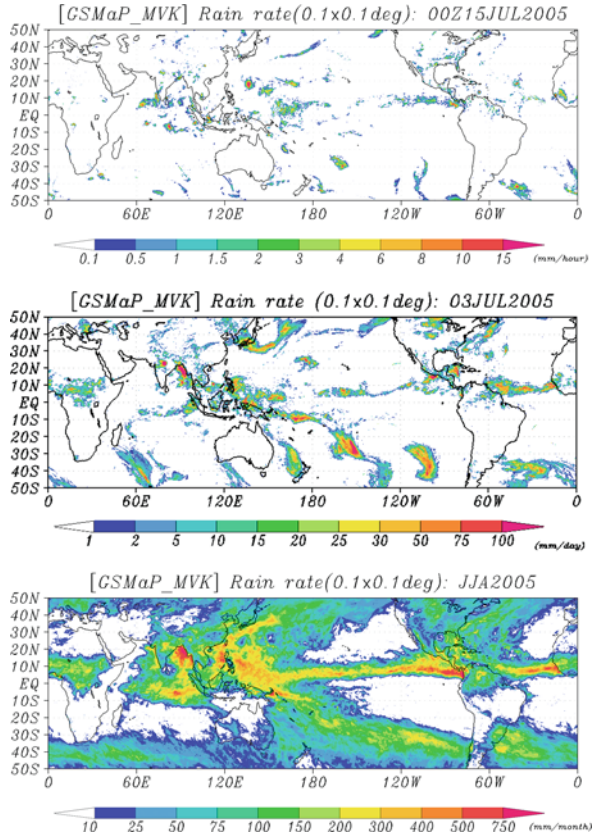 [GSMaP_MVK] Rain rate(0.1x0.1deg): 00Z15JUL2005
50N
40N
30N
20N
10N
EQ
10S
20S
30S
40S
50S
0 60E 120E 180 120W 60W 0
0.1 0.5 1 1.5 2 3 4 6 8 10 15 (mm/hour)
[GSMaP_MVK] Rain rate (0.1x0.1deg): 03JUL2005
50N
40N
30N
20N
10N
EQ
10S
20S
30S
40S
50S
0 60E 120E 180 120W 60W 0
1 2 5 10 15 20 25 30 50 75 100 (mm/day)
[GSMaP_MVK] Rain rate(0.1x0.1deg): JJA2005
50N
40N
30N
20N
10N
EQ
10S
20S
30S
40S
50S
0 60E 120E 180 120W 60W 0
10 25 50 75 100 150 200 300 400 500 750 (mm/month)